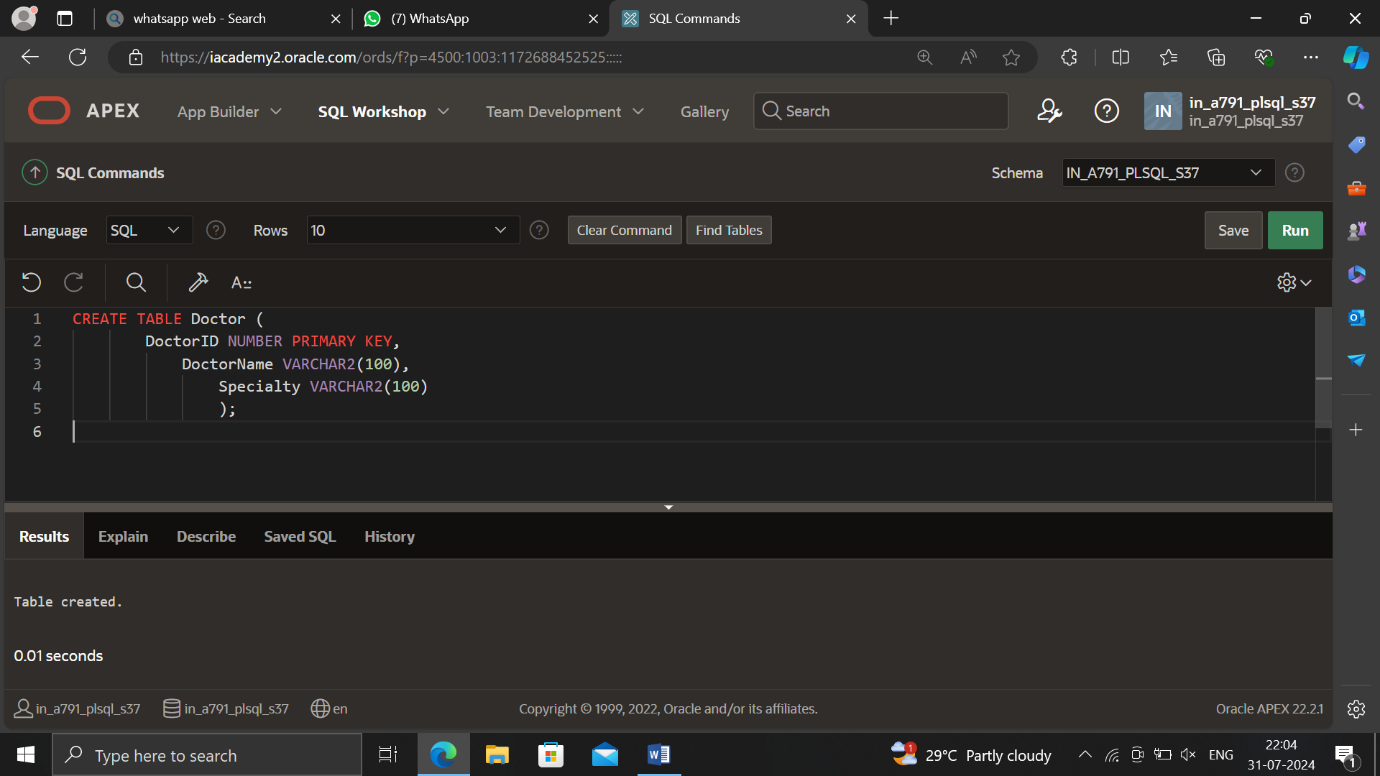 whatsapp web - Search
(7) WhatsApp
SQL Commands
https://iacademy2.oracle.com/ords/f?p=4500:1003:1172688452525:::::
APEX
App Builder
SQL Workshop
Team Development
Gallery
Search
IN
in_a791_plsql_s37
in_a791_plsql_s37
SQL Commands
Schema
IN_A791_PLSQL_S37
Language
SQL
Rows
10
Clear Command
Find Tables
Save
Run
A::
1 CREATE TABLE Doctor (
2 DoctorID NUMBER PRIMARY KEY,
3 DoctorName VARCHAR2(100),
4 Specialty VARCHAR2(100)
5 );
6
Results
Explain
Describe
Saved SQL
History
Table created.
0.01 seconds
in_a791_plsql_s37
in_a791_plsql_s37
en
Copyright © 1999, 2022, Oracle and/or its affiliates.
Oracle APEX 22.2.1
Type here to search
1
29°C Partly cloudy
ENG
22:04
31-07-2024
1